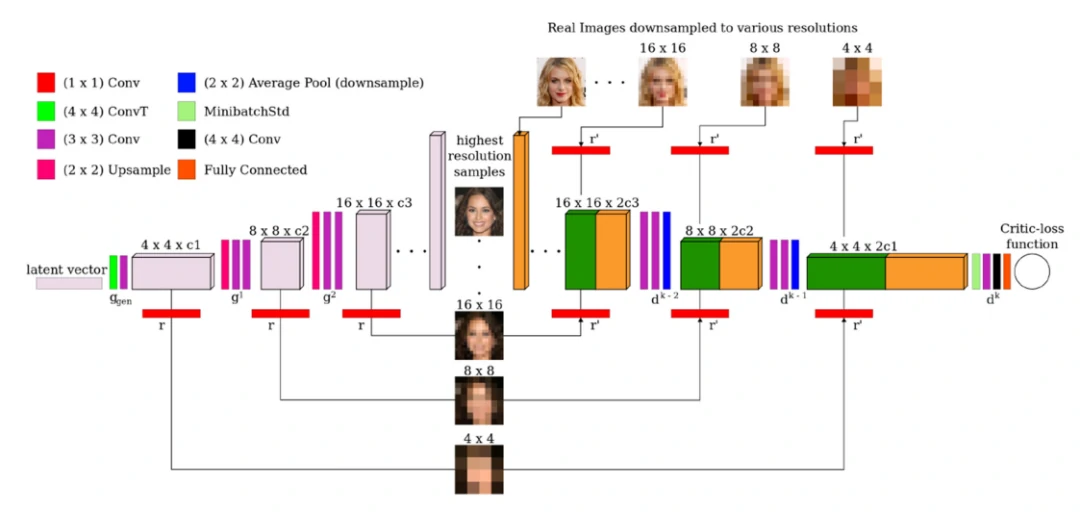 Real Images downsampled to various resolutions
16 x 16
8 x 8
4 x 4
(1 x 1) Conv
(2 x 2) Average Pool (downsample)
(4 x 4) ConvT
MinibatchStd
(3 x 3) Conv
(4 x 4) Conv
(2 x 2) Upsample
Fully Connected
highest
resolution
samples
r'
r'
r'
16 x 16 x c3
16 x 16 x 2c3
8 x 8 x c2
8 x 8 x 2c2
4 x 4 x c1
4 x 4 x 2c1
Critic-loss
function
latent vector
g_gen
g^1
g^2
d^k-2
d^k-1
d^k
16 x 16
r
r
r
r'
r'
r'
8 x 8
4 x 4